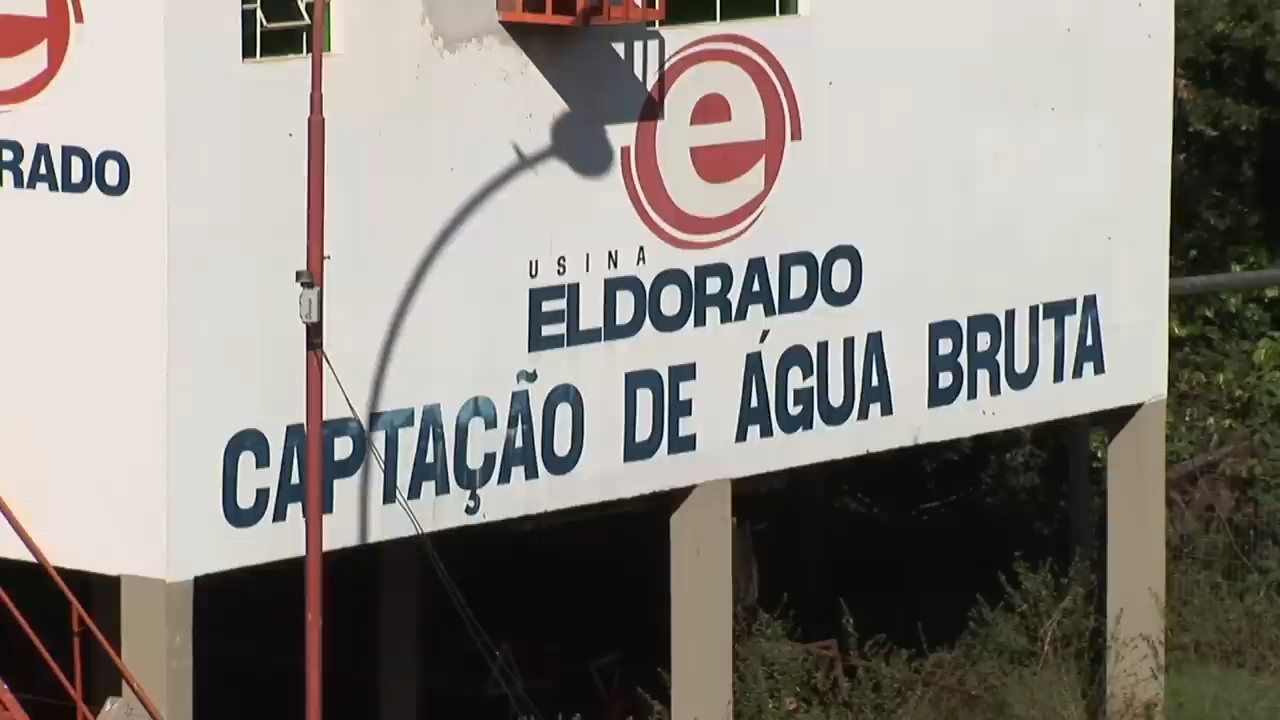 RADO
e
USINA
ELDORADO
CAPTAÇÃO DE ÁGUA BRUTA